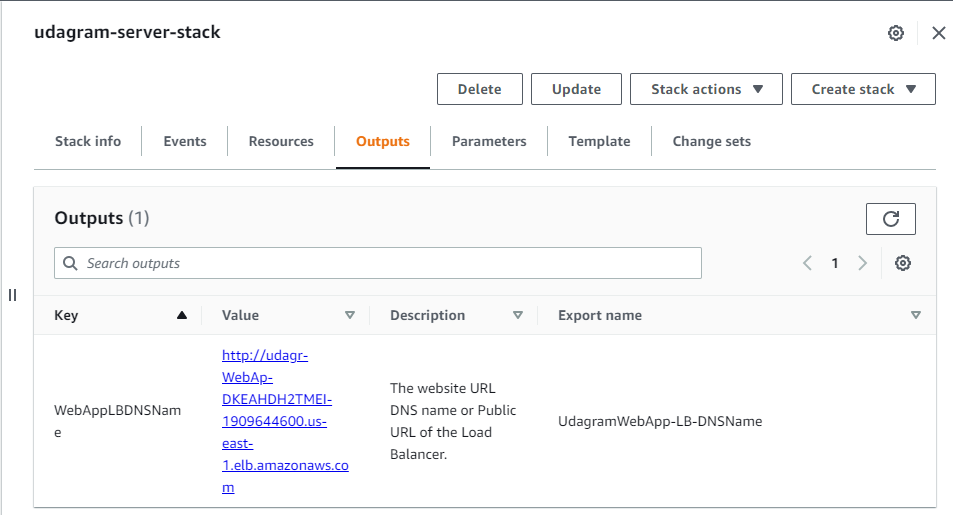 udagram-server-stack
Delete
Update
Stack actions
Create stack
Stack info
Events
Resources
Outputs
Parameters
Template
Change sets
Outputs (1)
Search outputs
1
Key
Value
Description
Export name
WebAppLBDNSNam
e
http://udagr-
WebAp-
DKEAHDH2TMEI-
1909644600.us-
east-
1.elb.amazonaws.co
m
The website URL
DNS name or Public
URL of the Load
Balancer.
UdagramWebApp-LB-DNSName